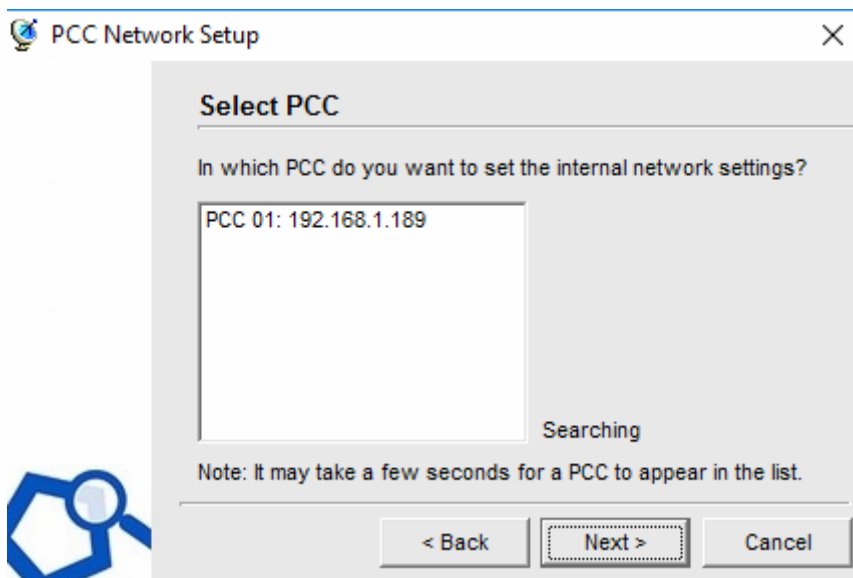 PCC Network Setup
Select PCC
In which PCC do you want to set the internal network settings?
PCC 01: 192.168.1.189
Searching
Note: It may take a few seconds for a PCC to appear in the list.
< Back
Next >
Cancel